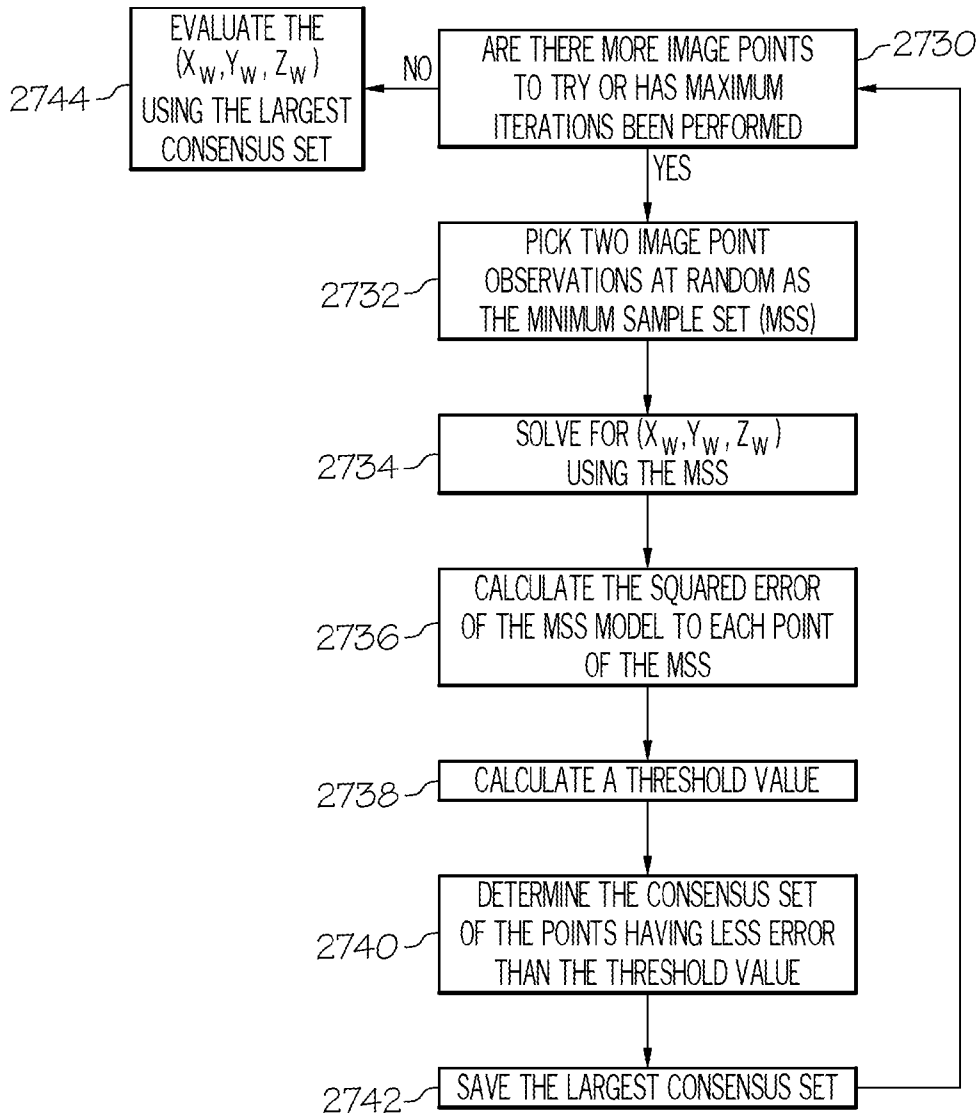 EVALUATE THE
(XW,YW, ZW)
USING THE LARGEST
CONSENSUS SET
2744
NO
ARE THERE MORE IMAGE POINTS
TO TRY OR HAS MAXIMUM
ITERATIONS BEEN PERFORMED
2730
YES
PICK TWO IMAGE POINT
OBSERVATIONS AT RANDOM AS
THE MINIMUM SAMPLE SET (MSS)
2732
SOLVE FOR (XW,YW, ZW)
USING THE MSS
2734
CALCULATE THE SQUARED ERROR
OF THE MSS MODEL TO EACH POINT
OF THE MSS
2736
CALCULATE A THRESHOLD VALUE
2738
DETERMINE THE CONSENSUS SET
OF THE POINTS HAVING LESS ERROR
THAN THE THRESHOLD VALUE
2740
SAVE THE LARGEST CONSENSUS SET
2742